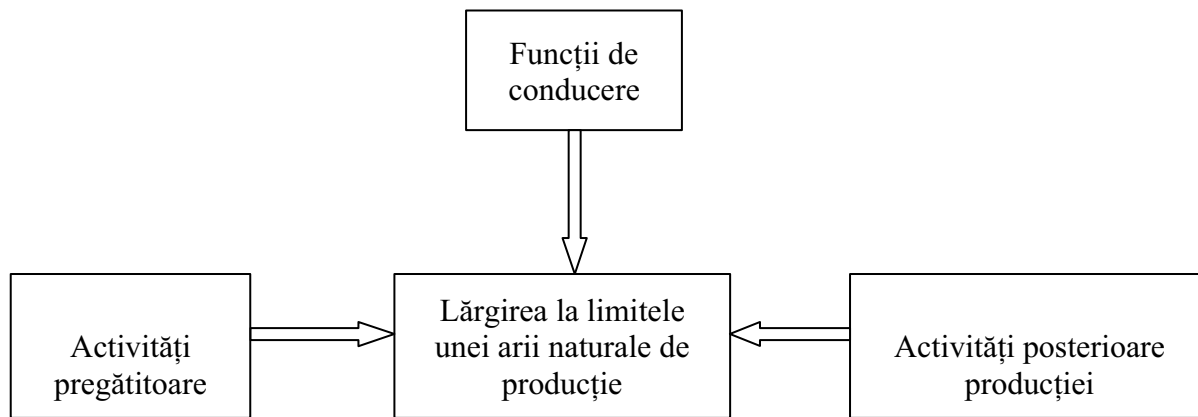 Funcții de
conducere
Activități
pregătitoare
Lărgirea la limitele
unei arii naturale de
producție
Activități posterioare
producției